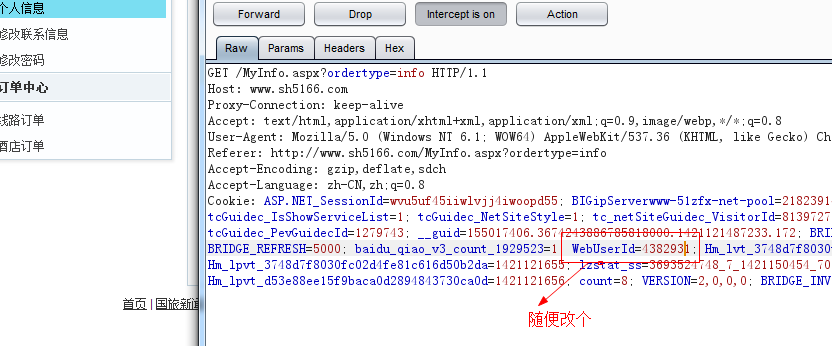 个人信息
修改联系信息
修改密码
订单中心
线路订单
酒店订单
首页 | 国旅新
Forward
Drop
Intercept is on
Action
Raw
Params
Headers
Hex
GET /MyInfo.aspx?ordertype=info HTTP/1.1
Host: www.sh5166.com
Proxy-Connection: keep-alive
Accept: text/html,application/xhtml+xml,application/xml;q=0.9,image/webp,*/*;q=0.8
User-Agent: Mozilla/5.0 (Windows NT 6.1; WOW64) AppleWebKit/537.36 (KHTML, like Gecko) Ch
Referer: http://www.sh5166.com/MyInfo.aspx?ordertype=info
Accept-Encoding: gzip,deflate,sdch
Accept-Language: zh-CN,zh;q=0.8
Cookie: ASP.NET_SessionId=wvu5uf45iiwlvjj4iwoopd55; BIGipServerwww-51zfx-net-pool=2182391
tcGuidec_IsShowServiceList=1; tcGuidec_NetSiteStyle=1; tc_netSiteGuidec_VisitorId=8139727
tcGuidec_PevGuidecId=1279743; __guid=155017406.3674243886785818000.1421121487233.172; BRI
BRIDGE_REFRESH=5000; baidu_qiao_v3_count_1929523=1 WebUserId=4382931; Hm_lvt_3748d7f8030
Hm_lpvt_3748d7f8030fc02d4fe81c616d50b2da=1421121655; lzstat_ss=3693524748_7_1421150454_70
Hm_lpvt_d53e88ee15f9baca0d2894843730ca0d=1421121656; count=8; VERSION=2,0,0,0; BRIDGE_INV
随便改个